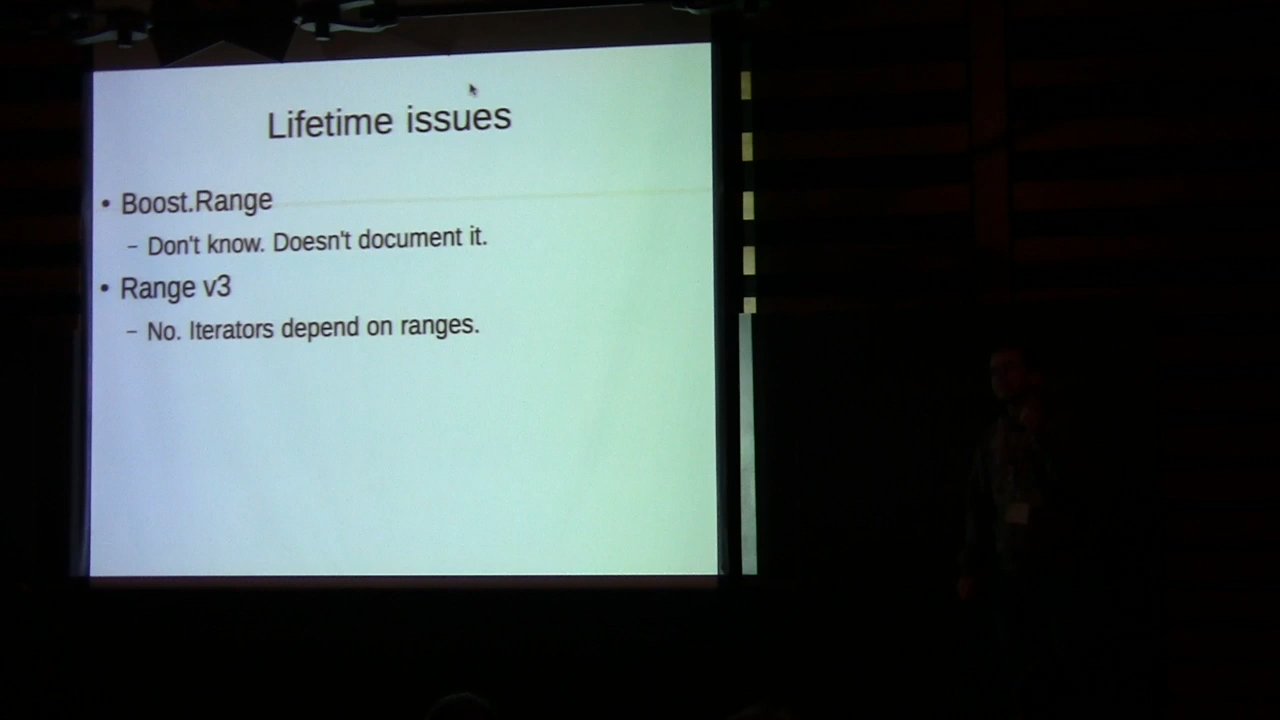 Lifetime issues
• Boost.Range
– Don't know. Doesn't document it.
• Range v3
– No. Iterators depend on ranges.